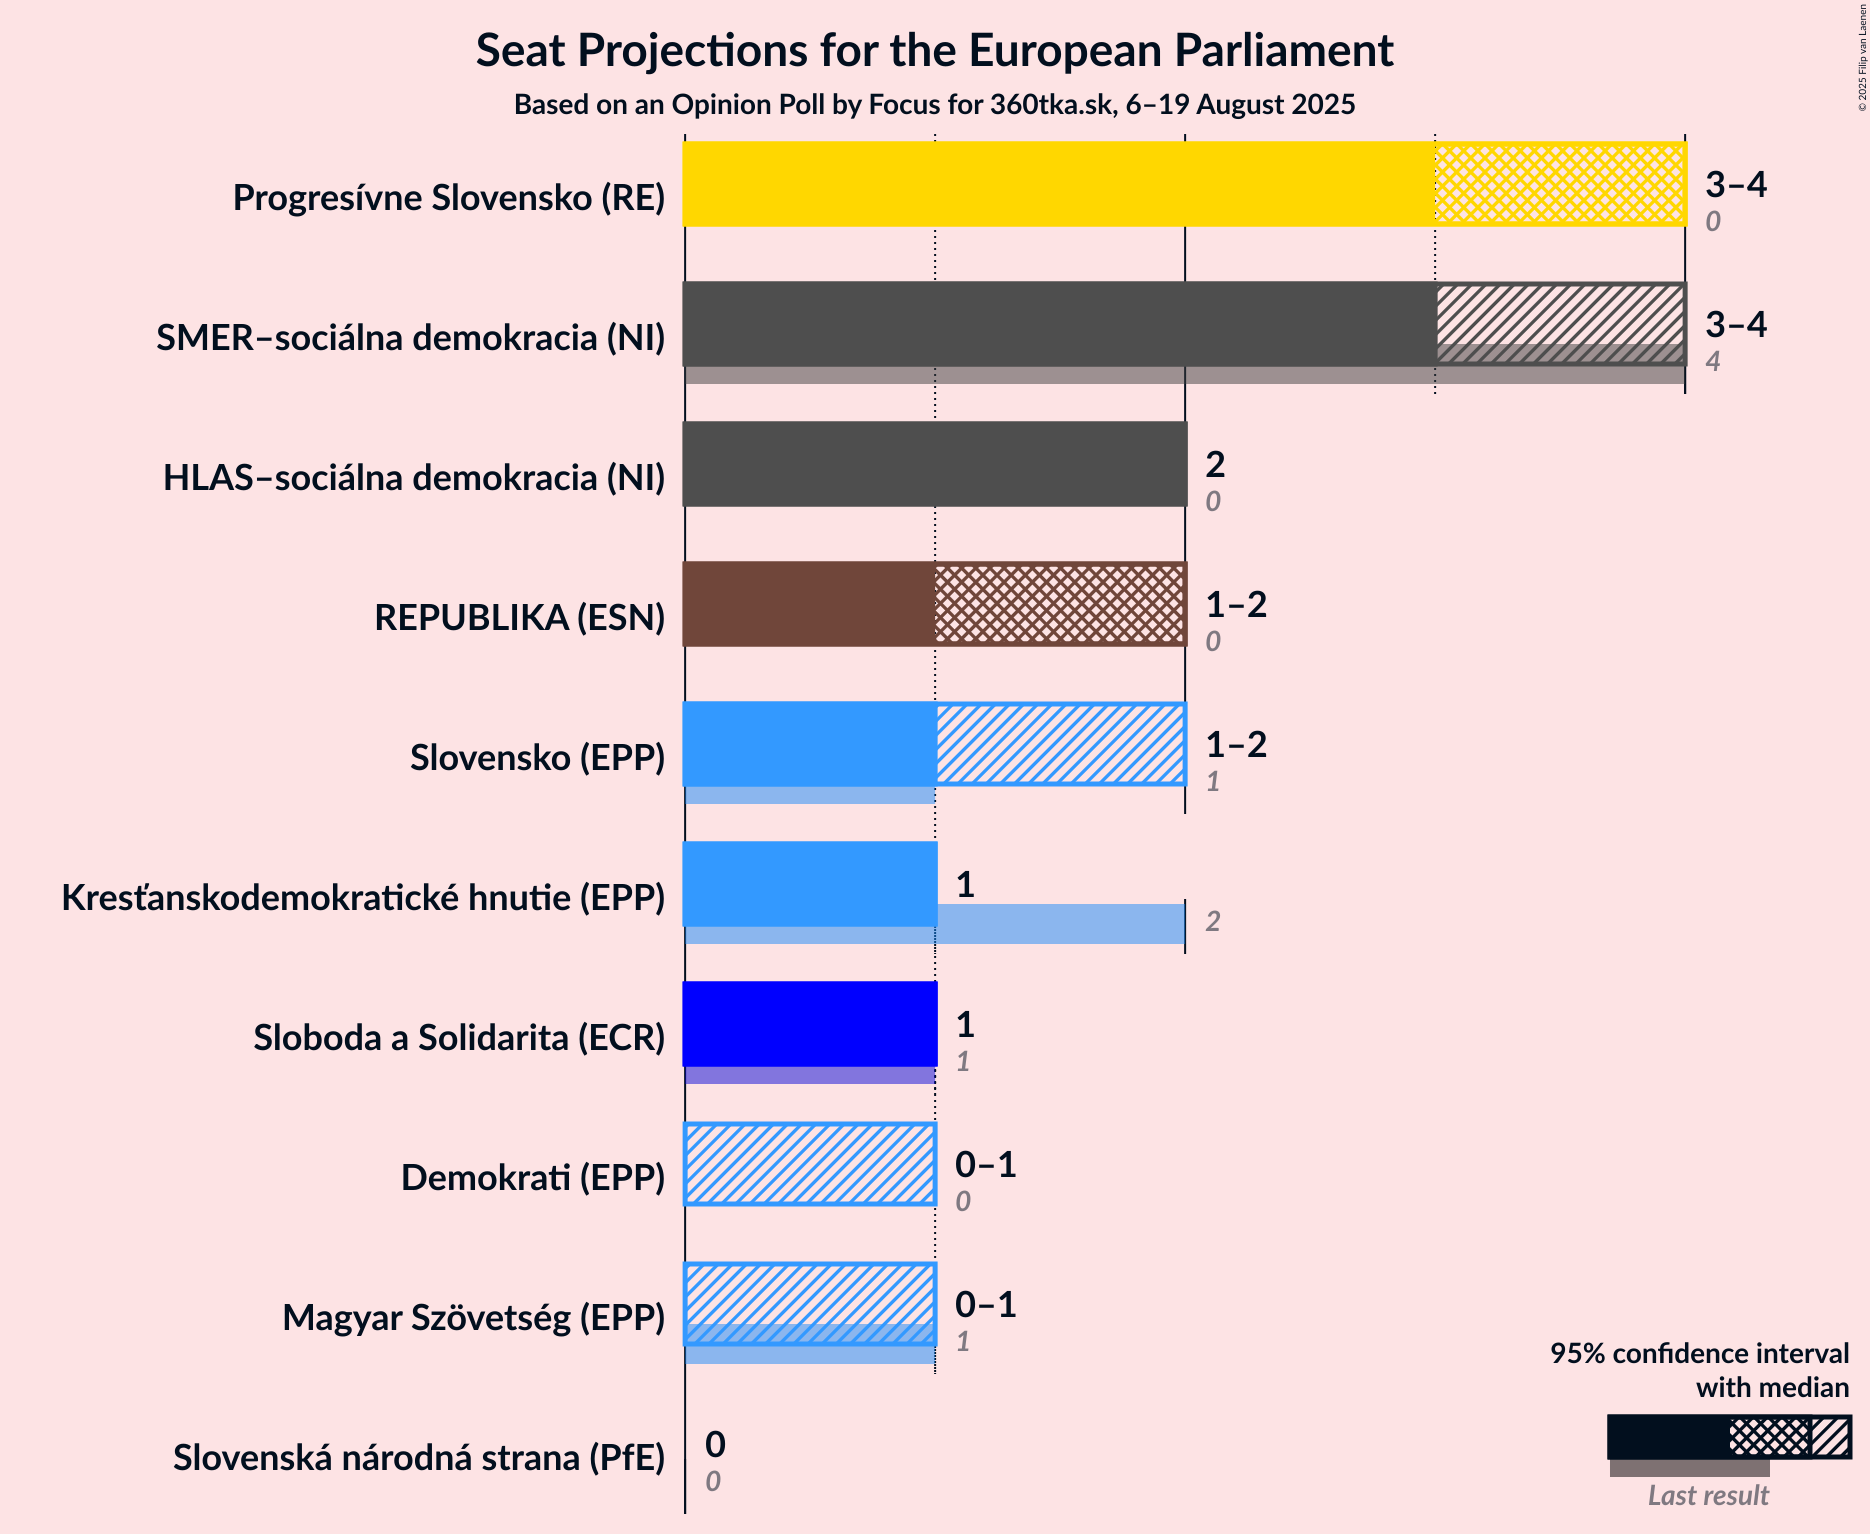 Seat Projections for the European Parliament
Based on an Opinion Poll by Focus for 360tka.sk, 6–19 August 2025
© 2025 Filip van Laenen
Progresívne Slovensko (RE)
3–4
0
SMER–sociálna demokracia (NI)
3–4
4
HLAS–sociálna demokracia (NI)
2
0
REPUBLIKA (ESN)
1–2
0
Slovensko (EPP)
1–2
1
Kresťanskodemokratické hnutie (EPP)
1
2
Sloboda a Solidarita (ECR)
1
1
Demokrati (EPP)
0–1
0
Magyar Szövetség (EPP)
0–1
1
Slovenská národná strana (PfE)
0
0
95% confidence interval
with median
Last result